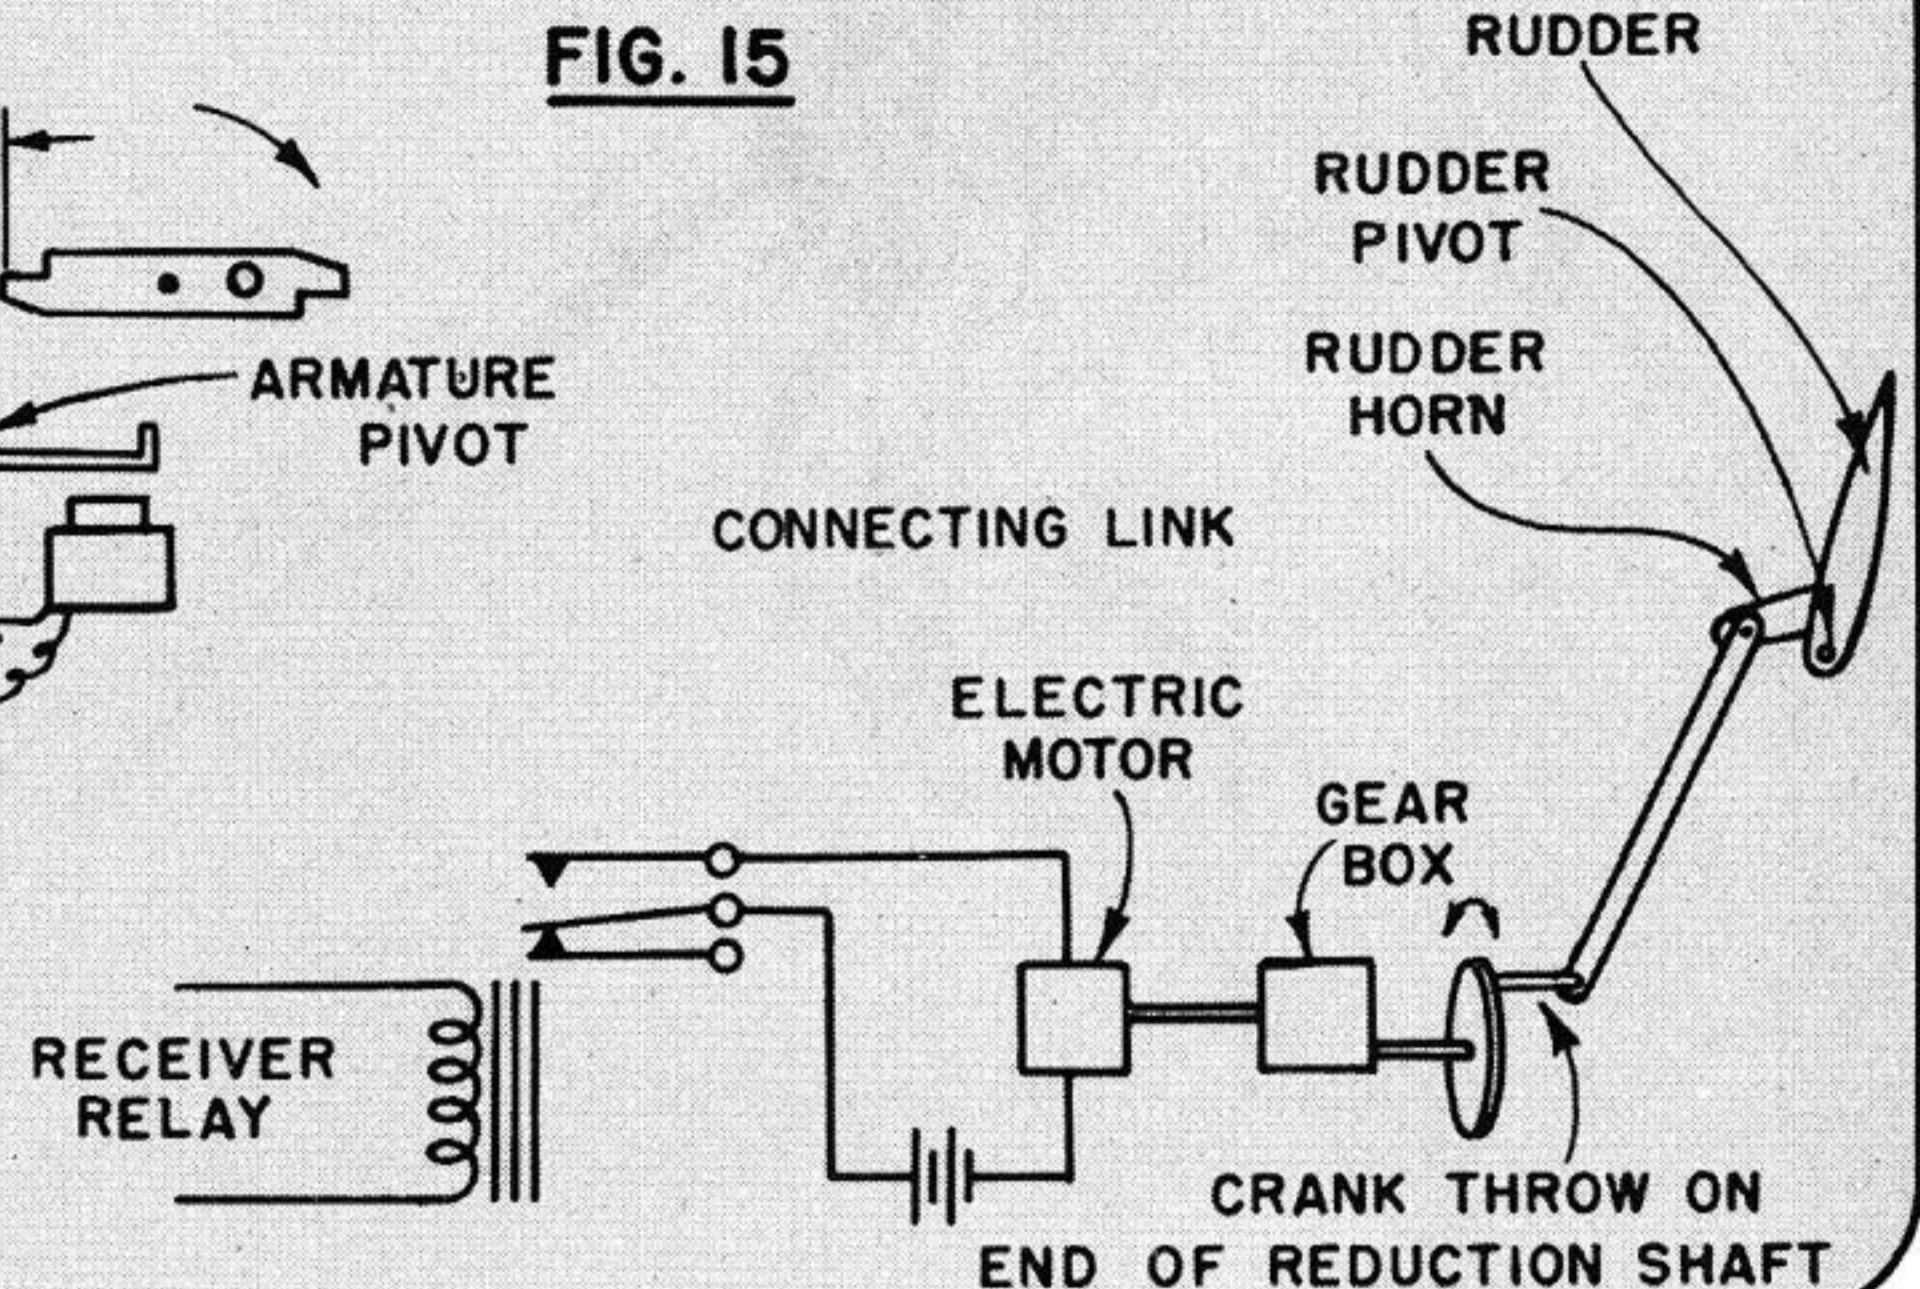 FIG. 15
RUDDER
RUDDER
PIVOT
RUDDER
HORN
ARMATURE
PIVOT
CONNECTING LINK
ELECTRIC
MOTOR
GEAR
BOX
RECEIVER
RELAY
CRANK THROW ON
END OF REDUCTION SHAFT